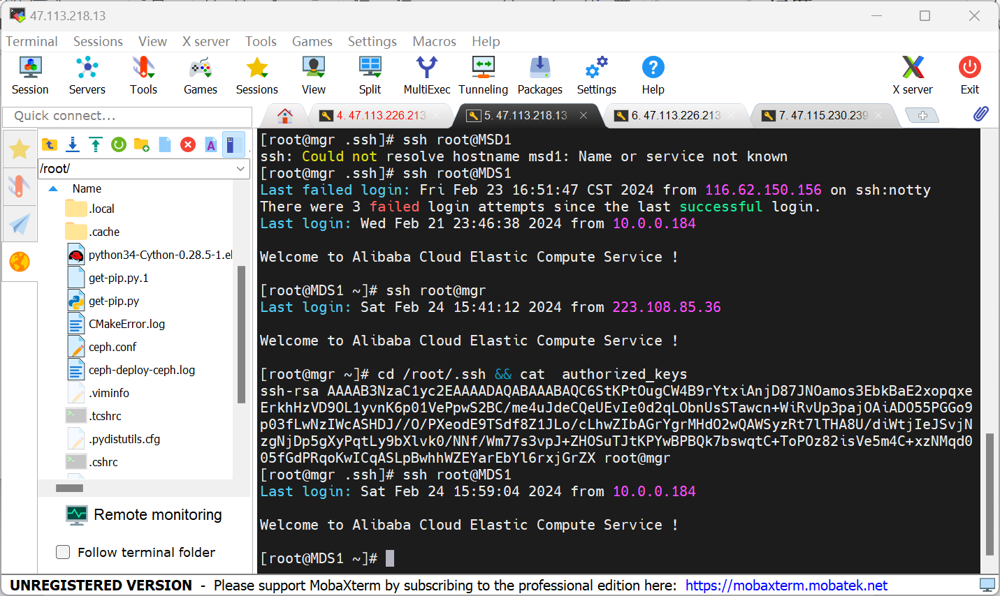 47.113.218.13
Terminal Sessions View X server Tools Games Settings Macros Help
Session Servers Tools Games Sessions View Split MultiExec Tunneling Packages Settings Help X server Exit
Quick connect...
4. 47.113.226.213 5. 47.113.218.13 6. 47.113.226.213 7. 47.115.230.239
/root/
Name
.local
.cache
python34-Cython-0.28.5-1.el
get-pip.py.1
get-pip.py
CMakeError.log
ceph.conf
ceph-deploy-ceph.log
.viminfo
.tcshrc
.pydistutils.cfg
.cshrc
Remote monitoring
Follow terminal folder
[root@mgr .ssh]# ssh root@MSD1
ssh: Could not resolve hostname msd1: Name or service not known
[root@mgr .ssh]# ssh root@MDS1
Last failed login: Fri Feb 23 16:51:47 CST 2024 from 116.62.150.156 on ssh:notty
There were 3 failed login attempts since the last successful login.
Last login: Wed Feb 21 23:46:38 2024 from 10.0.0.184
Welcome to Alibaba Cloud Elastic Compute Service !
[root@MDS1 ~]# ssh root@mgr
Last login: Sat Feb 24 15:41:12 2024 from 223.108.85.36
Welcome to Alibaba Cloud Elastic Compute Service !
[root@mgr ~]# cd /root/.ssh && cat  authorized_keys
ssh-rsa AAAAB3NzaC1yc2EAAAADAQABAAABAQC6StKPtOugCW4B9rYtxiAnjD87JNOamos3EbkBaE2xopqxe
ErkhHzVD9OL1yvnK6p01VePpwS2BC/me4uJdeCQeUEvIe0d2qLObnUsSTawcn+WiRvUp3pajOAiADO55PGGo9
p03fLwNzIWcASHDJ//O/PXeodE9TSdf8Z1JLo/cLhwZIbAGrYgrMHdO2wQAWSyzRt7lTHA8U/diWtjIeJSvjN
zgNjDp5gXyPqtLy9bXlvk0/NNf/Wm77s3vpJ+ZHOSuTJtKPYwBPBQk7bswqtC+ToPOz82isVe5m4C+xzNMqd0
05fGdPRqoKwICqASLpBwhhWZEYarEbYl6rxjGrZX root@mgr
[root@mgr .ssh]# ssh root@MDS1
Last login: Sat Feb 24 15:59:04 2024 from 10.0.0.184
Welcome to Alibaba Cloud Elastic Compute Service !
[root@MDS1 ~]#
UNREGISTERED VERSION - Please support MobaXterm by subscribing to the professional edition here: https://mobaxterm.mobatek.net